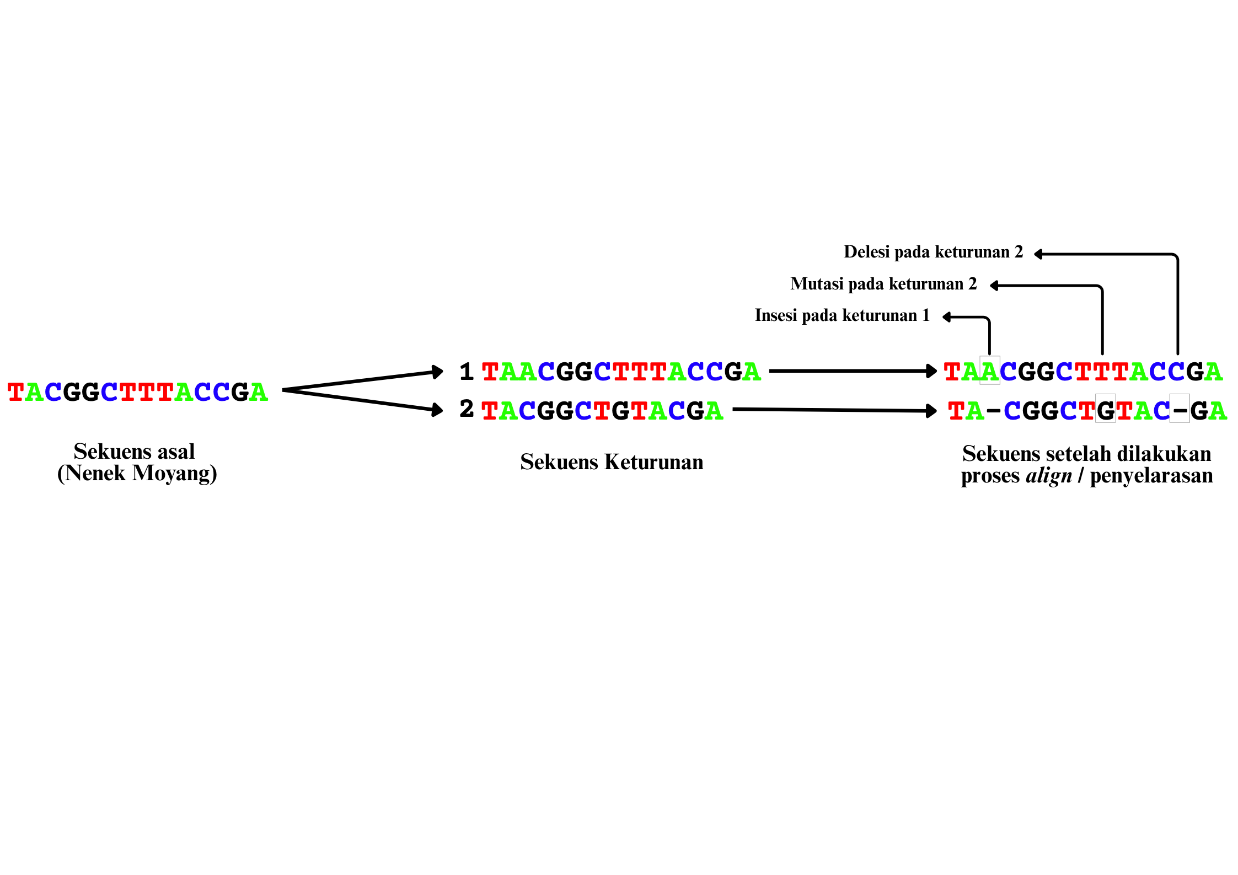 Delesi pada keturunan 2
Mutasi pada keturunan 2
Insesi pada keturunan 1
TACGGCTTTACCGA
Sekuens asal
(Nenek Moyang)
1 TAACGGCTTTACCGA
2 TACGGCTGTACGA
Sekuens Keturunan
TAACGGCTTTACCGA
TA-CGGCTGTAC-GA
Sekuens setelah dilakukan
proses align / penyelarasan